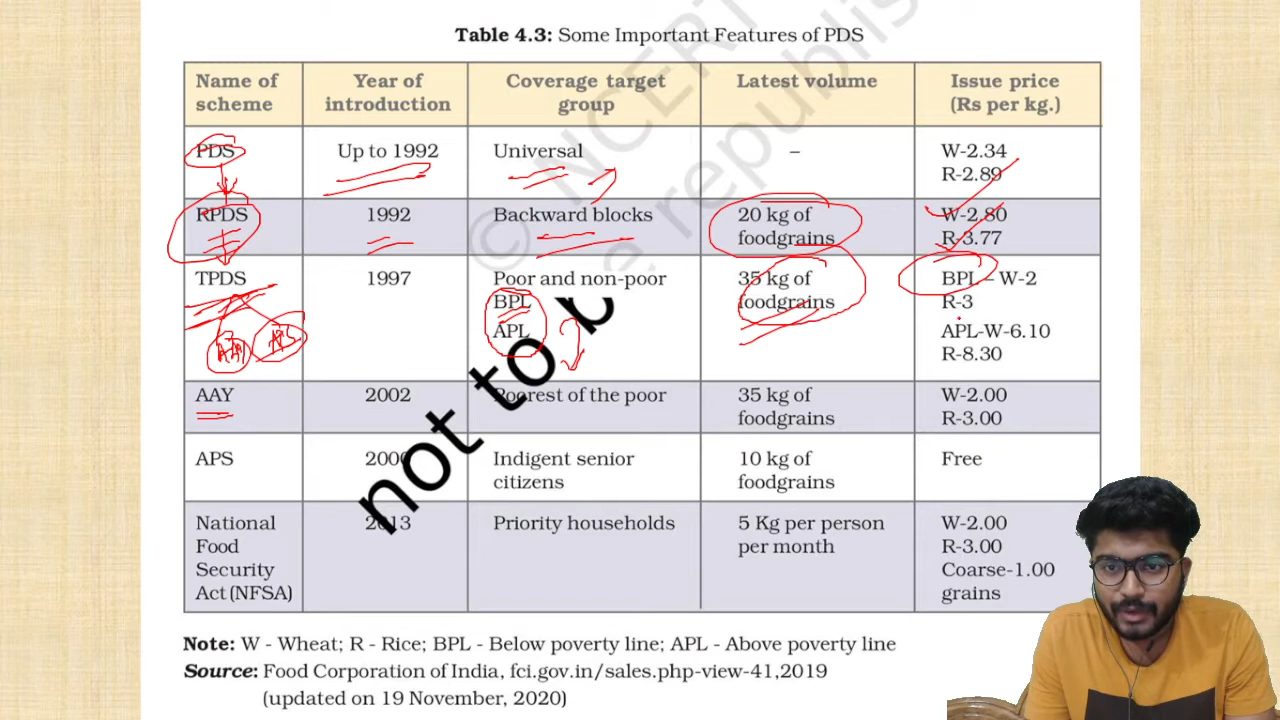 Table 4.3: Some Important Features of PDS
Name of scheme | Year of introduction | Coverage target group | Latest volume | Issue price (Rs per kg.)
PDS | Up to 1992 | Universal | – | W-2.34 R-2.89
RPDS | 1992 | Backward blocks | 20 kg of foodgrains | W-2.80 R-3.77
TPDS | 1997 | Poor and non-poor BPL APL | 35 kg of foodgrains | BPL – W-2 R-3 APL-W-6.10 R-8.30
AAY APS
AAY | 2002 | Poorest of the poor | 35 kg of foodgrains | W-2.00 R-3.00
APS | 2000 | Indigent senior citizens | 10 kg of foodgrains | Free
National Food Security Act (NFSA) | 2013 | Priority households | 5 Kg per person per month | W-2.00 R-3.00 Coarse-1.00 grains
Note: W - Wheat; R - Rice; BPL - Below poverty line; APL - Above poverty line
Source: Food Corporation of India, fci.gov.in/sales.php-view-41,2019
(updated on 19 November, 2020)
© NCERT
not to be republis